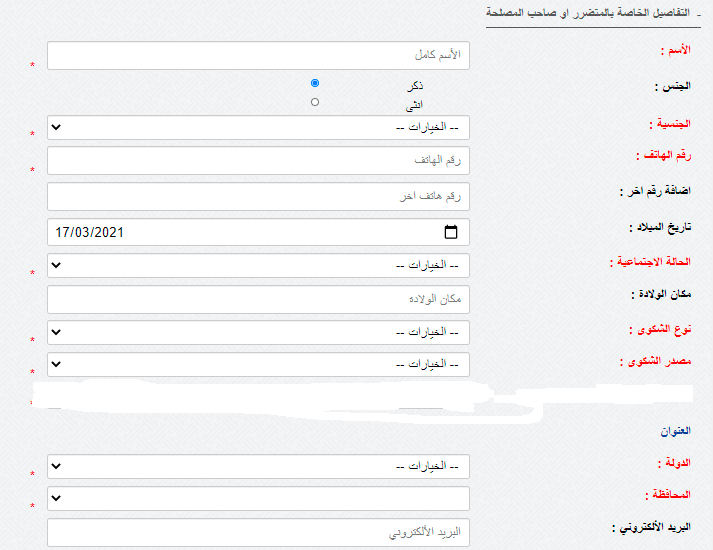 - التفاصيل الخاصة بالمتضرر او صاحب المصلحة
الأسم : الأسم كامل *
الجنس : ذكر
انثى
الجنسية : -- الخيارات -- *
رقم الهاتف : رقم الهاتف *
اضافة رقم اخر : رقم هاتف اخر
تاريخ الميلاد : 17/03/2021
الحالة الاجتماعية : -- الخيارات -- *
مكان الولادة : مكان الولادة
نوع الشكوى : -- الخيارات -- *
مصدر الشكوى : -- الخيارات -- *
*
العنوان
الدولة : -- الخيارات -- *
المحافظة : *
البريد الألكتروني : البريد الألكتروني